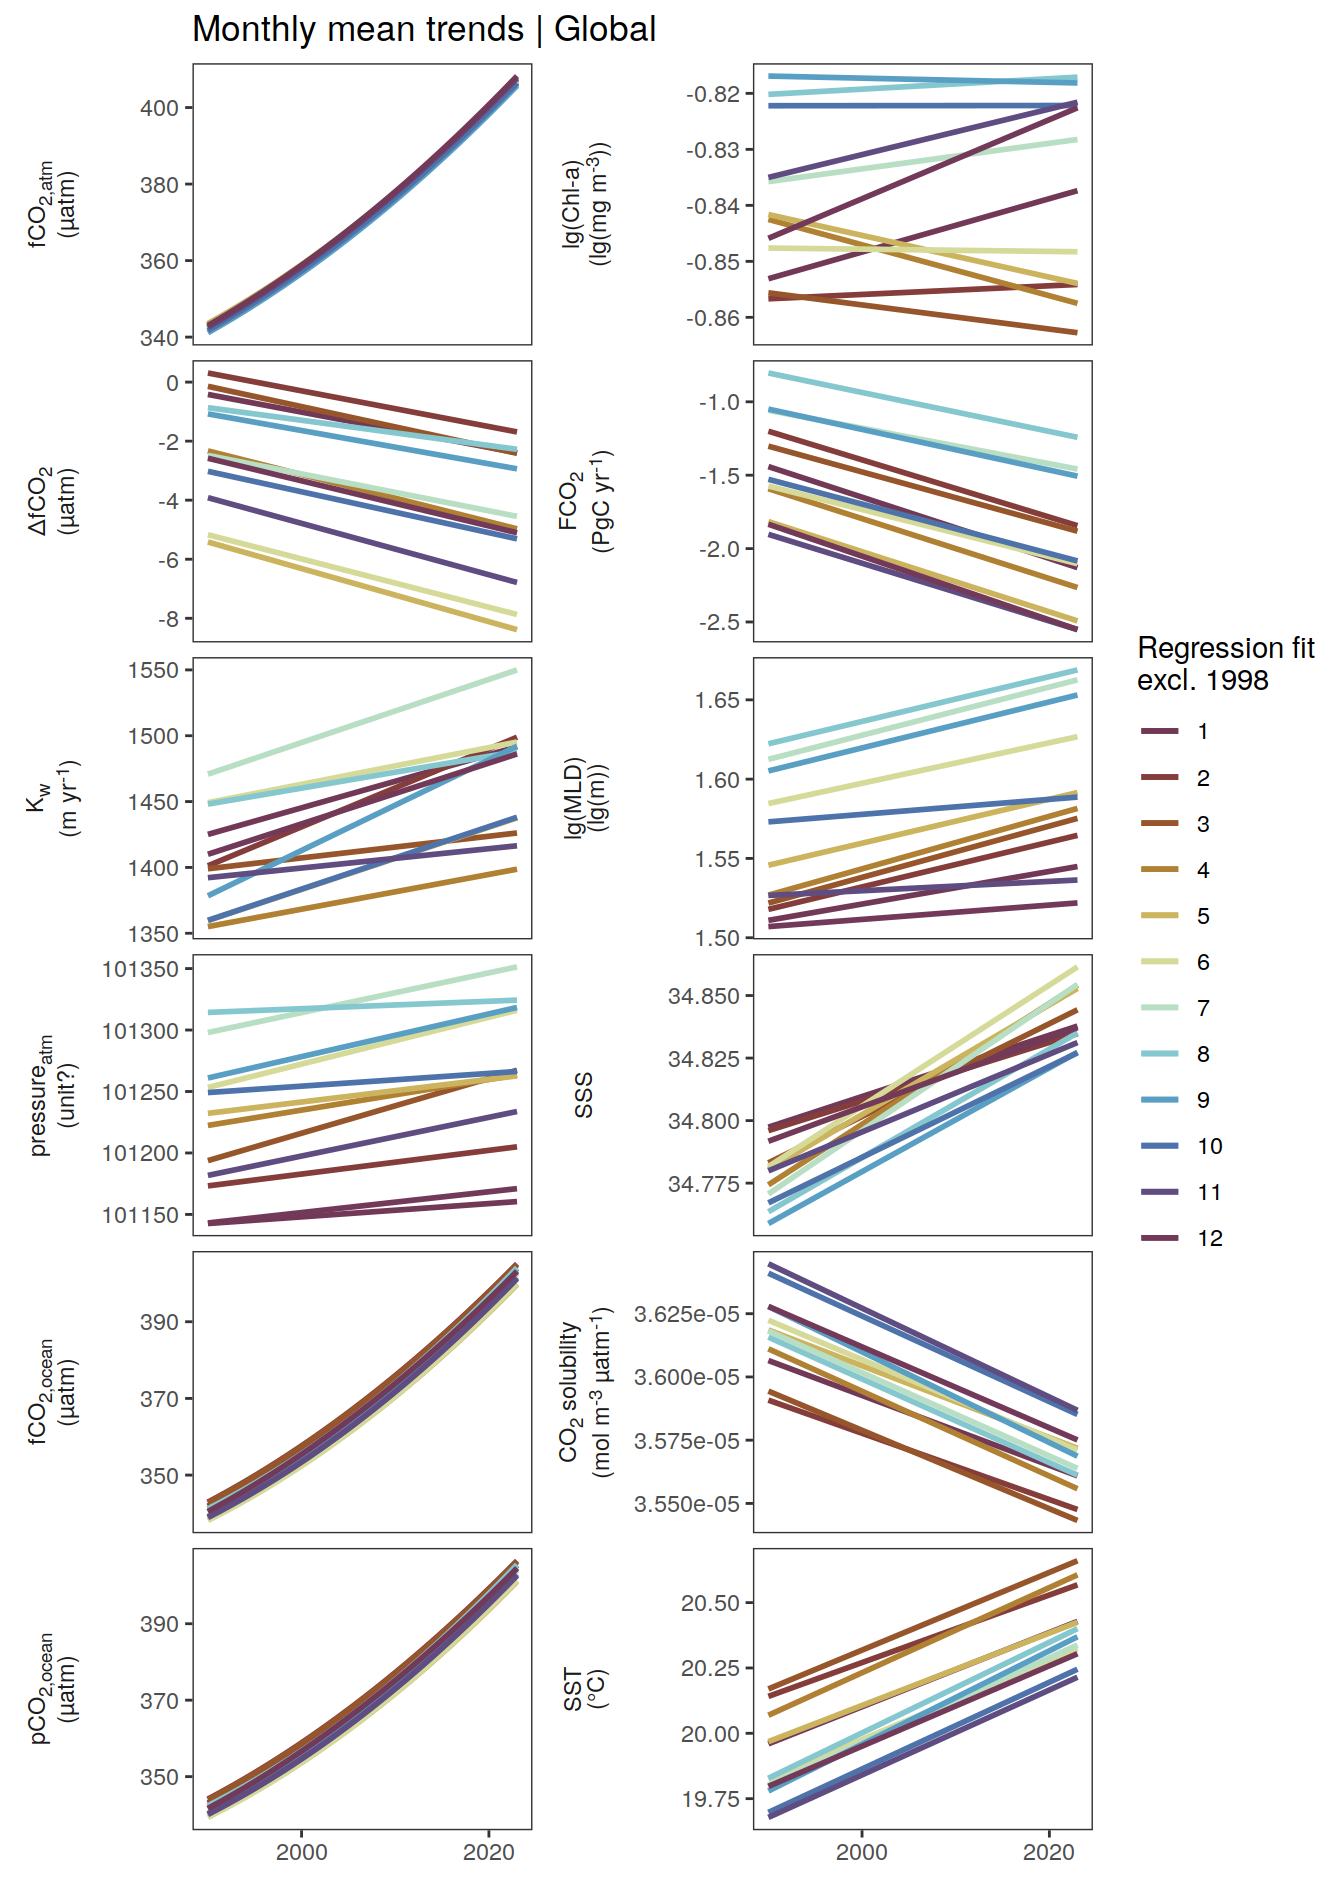 Monthly mean trends | Global
fCO2,atm
(µatm)
400
380
360
340
lg(Chl-a)
(lg(mg m-3))
-0.82
-0.83
-0.84
-0.85
-0.86
ΔfCO2
(µatm)
0
-2
-4
-6
-8
FCO2
(PgC yr-1)
-1.0
-1.5
-2.0
-2.5
Kw
(m yr-1)
1550
1500
1450
1400
1350
lg(MLD)
(lg(m))
1.65
1.60
1.55
1.50
pressureatm
(unit?)
101350
101300
101250
101200
101150
SSS
34.850
34.825
34.800
34.775
fCO2,ocean
(µatm)
390
370
350
CO2 solubility
(mol m-3 µatm-1)
3.625e-05
3.600e-05
3.575e-05
3.550e-05
pCO2,ocean
(µatm)
390
370
350
2000
2020
SST
(°C)
20.50
20.25
20.00
19.75
2000
2020
Regression fit
excl. 1998
1
2
3
4
5
6
7
8
9
10
11
12